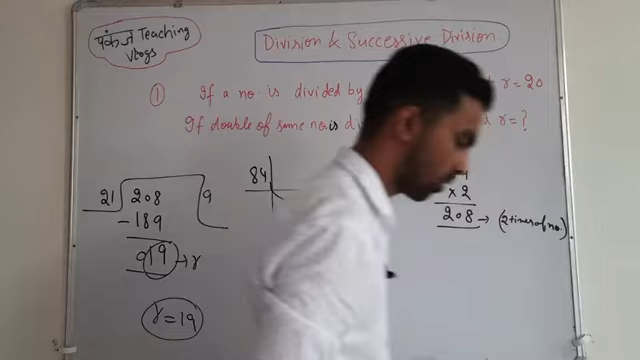 पंकज Teaching
Vlogs
Division & Successive Division
① If a no. is divided by r = 20
If double of same no. is di r = ?
21 208 9
- 189
019 → r
r = 19
84
4
× 2
208 → (2 times of no.)